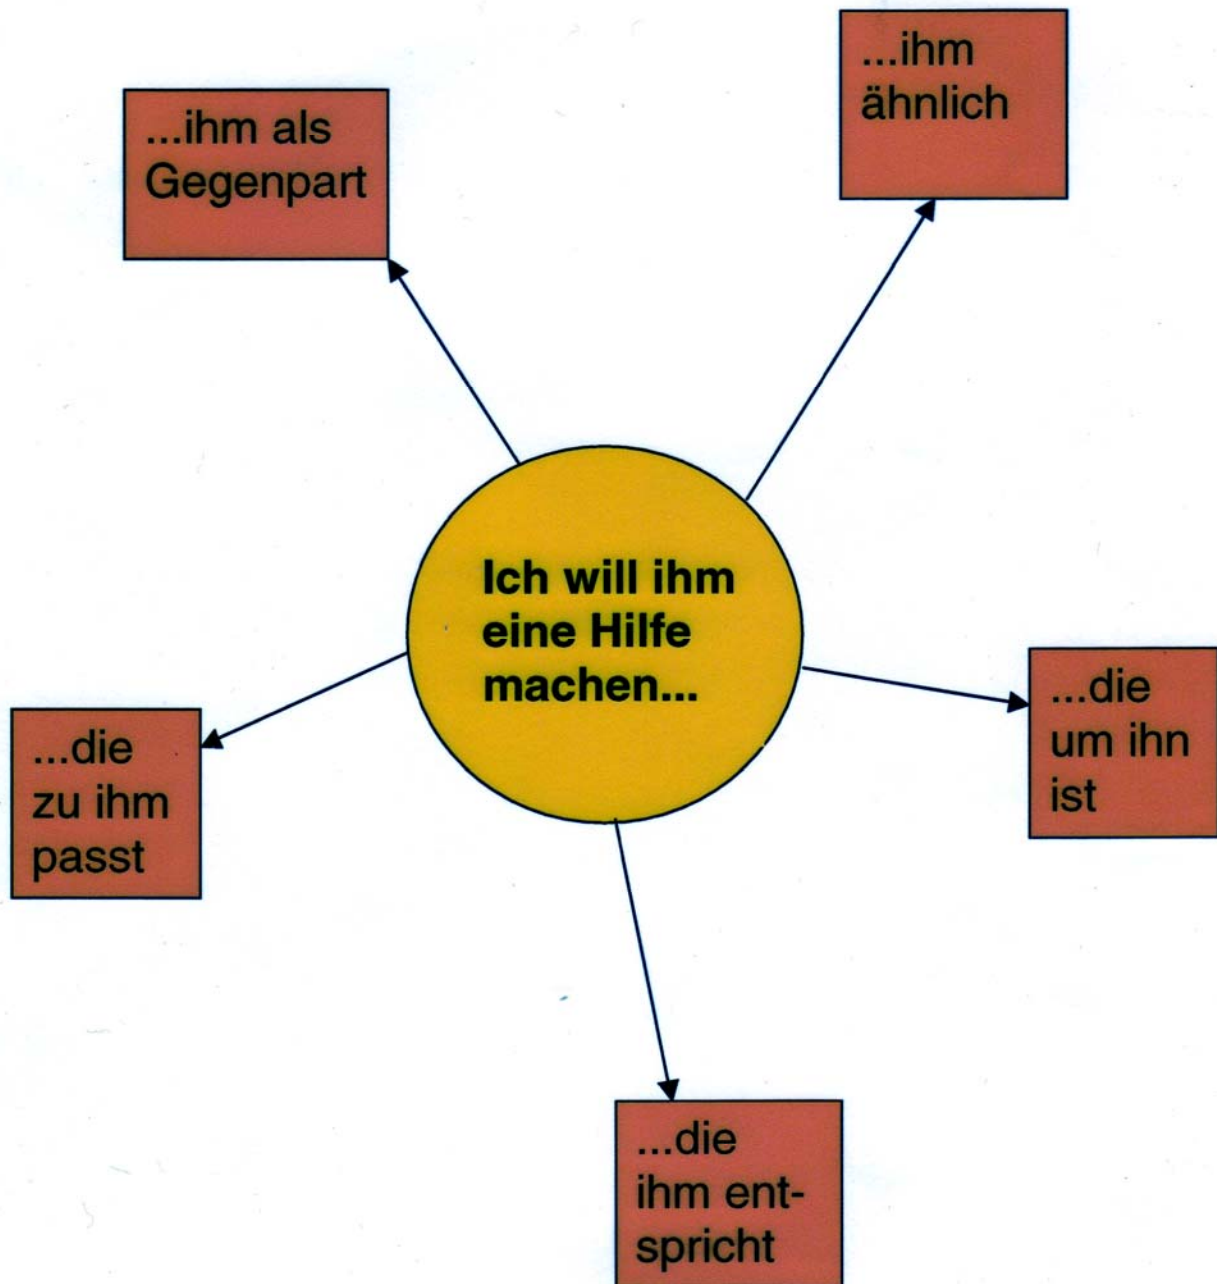 ...ihm als
Gegenpart
...ihm
ähnlich
Ich will ihm
eine Hilfe
machen...
...die
um ihn
ist
...die
zu ihm
passt
...die
ihm ent-
spricht